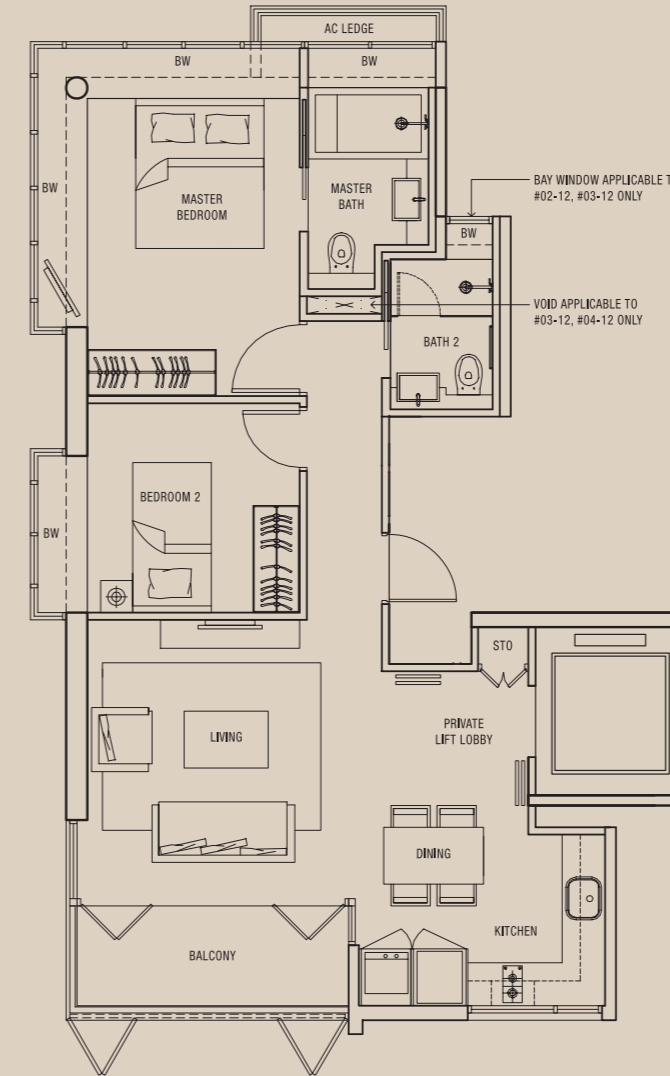 AC LEDGE
BW
BW
BW
MASTER
BEDROOM
MASTER
BATH
BAY WINDOW APPLICABLE T
#02-12, #03-12 ONLY
BW
VOID APPLICABLE TO
#03-12, #04-12 ONLY
BATH 2
BEDROOM 2
BW
STO
PRIVATE
LIFT LOBBY
LIVING
DINING
KITCHEN
BALCONY